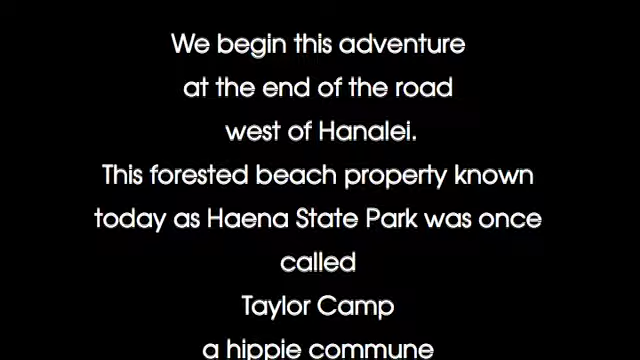 We begin this adventure
at the end of the road
west of Hanalei.
This forested beach property known
today as Haena State Park was once
called
Taylor Camp
a hippie commune